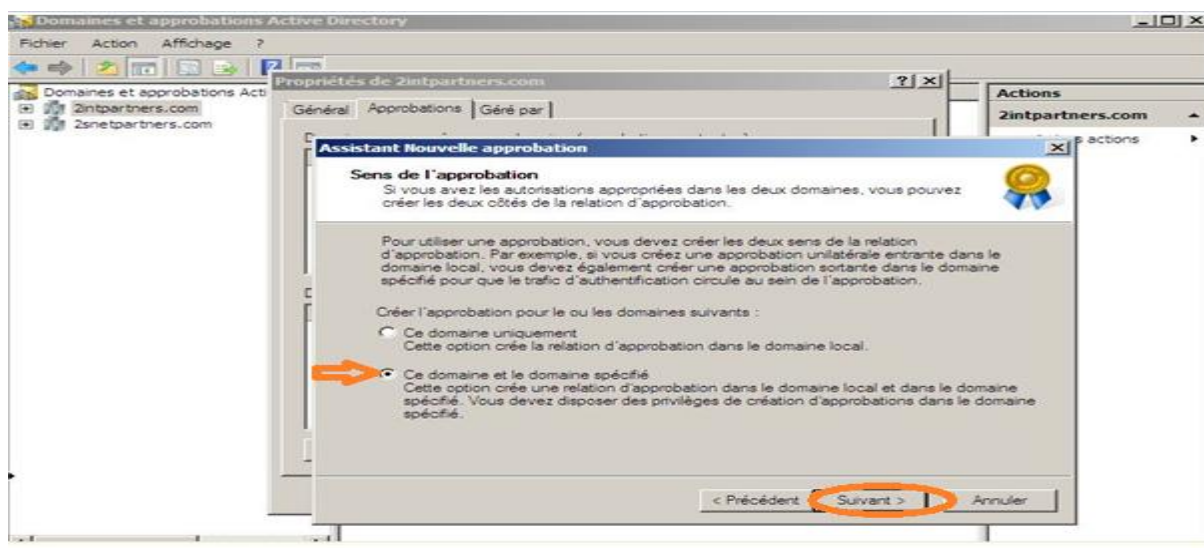 Domaines et approbations Active Directory
Fichier Action Affichage ?
Domaines et approbations Acti
2intpartners.com
2snetpartners.com
Propriétés de 2intpartners.com
Général Approbations Géré par
Actions
2intpartners.com
actions
Assistant Nouvelle approbation
Sens de l'approbation
Si vous avez les autorisations appropriées dans les deux domaines, vous pouvez
créer les deux côtés de la relation d'approbation.
Pour utiliser une approbation, vous devez créer les deux sens de la relation
d'approbation. Par exemple, si vous créez une approbation unilatérale entrante dans le
domaine local, vous devez également créer une approbation sortante dans le domaine
spécifié pour que le trafic d'authentification circule au sein de l'approbation.
Créer l'approbation pour le ou les domaines suivants :
Ce domaine uniquement
Cette option crée la relation d'approbation dans le domaine local.
Ce domaine et le domaine spécifié
Cette option crée une relation d'approbation dans le domaine local et dans le domaine
spécifié. Vous devez disposer des privilèges de création d'approbations dans le domaine
spécifié.
< Précédent Suivant > Annuler